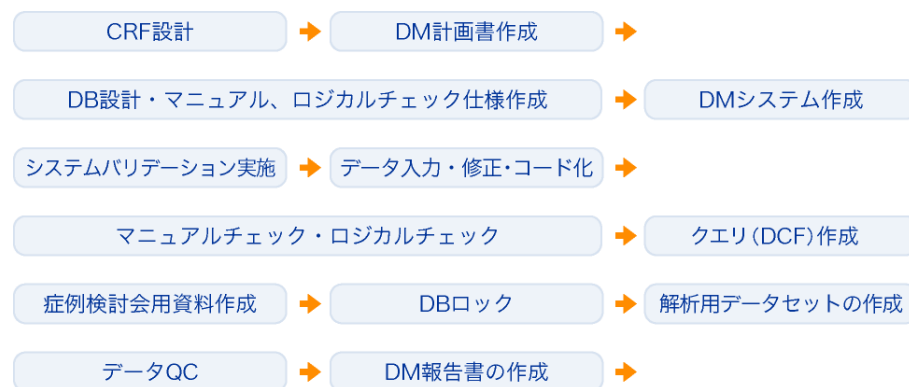 CRF設計 DM計画書作成
DB設計・マニュアル、ロジカルチェック仕様作成 DMシステム作成
システムバリデーション実施 データ入力・修正・コード化
マニュアルチェック・ロジカルチェック クエリ(DCF)作成
症例検討会用資料作成 DBロック 解析用データセットの作成
データQC DM報告書の作成